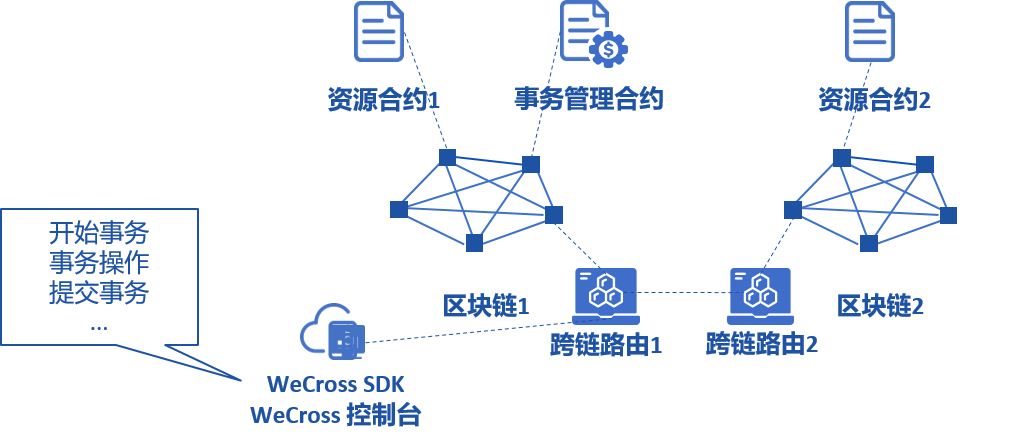 资源合约1
事务管理合约
资源合约2
开始事务
事务操作
提交事务
...
区块链1
区块链2
跨链路由1
跨链路由2
WeCross SDK
WeCross 控制台